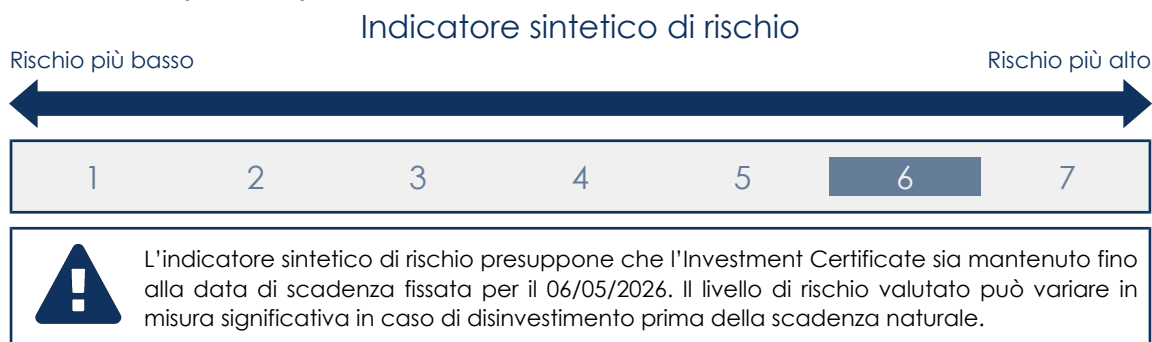 Indicatore sintetico di rischio
Rischio più basso Rischio più alto
1 2 3 4 5 6 7
L'indicatore sintetico di rischio presuppone che l'Investment Certificate sia mantenuto fino
alla data di scadenza fissata per il 06/05/2026. Il livello di rischio valutato può variare in
misura significativa in caso di disinvestimento prima della scadenza naturale.